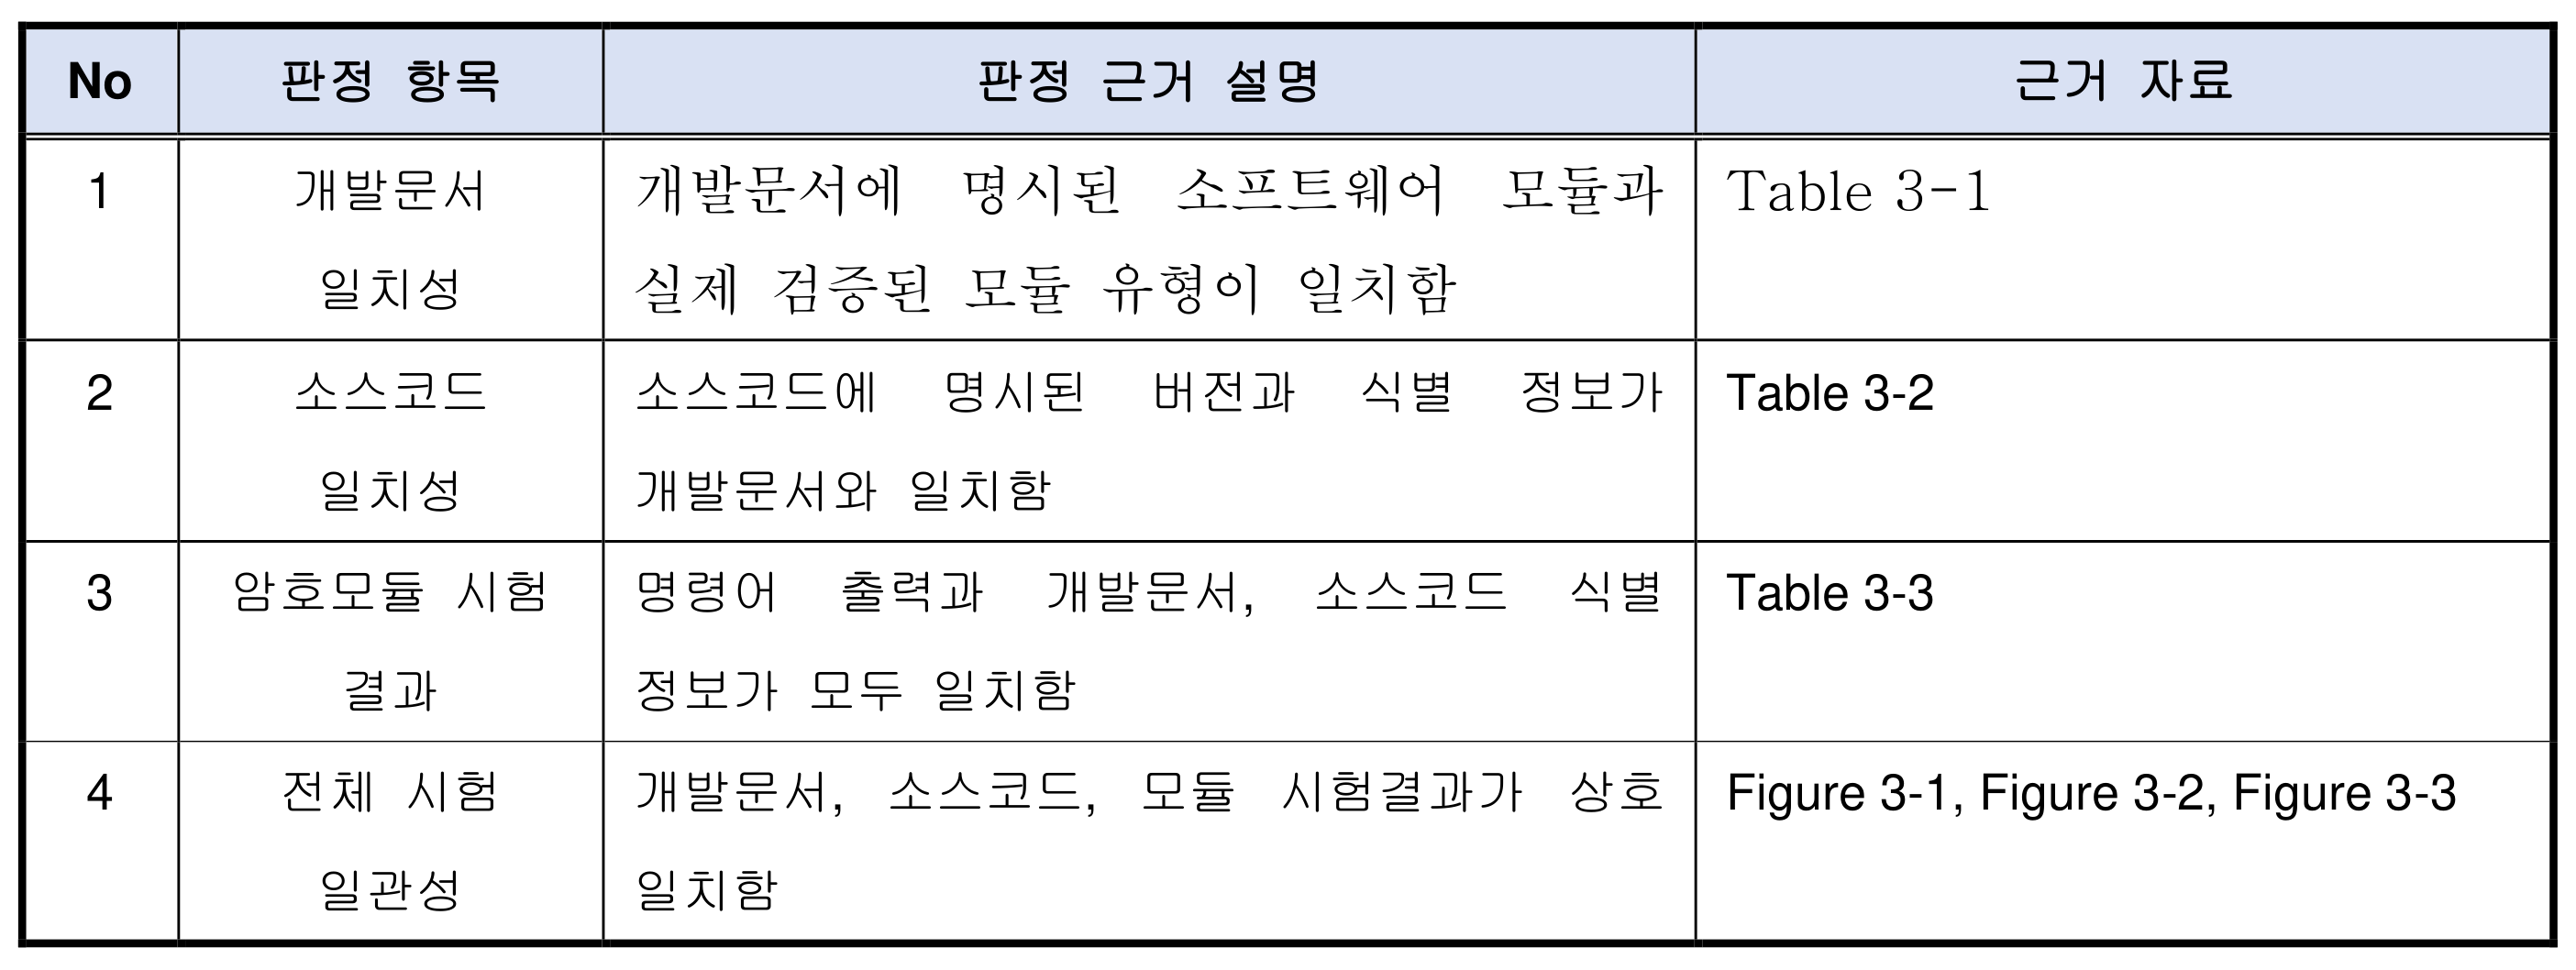 No 판정 항목 판정 근거 설명 근거 자료
1 개발문서 개발문서에 명시된 소프트웨어 모듈과 Table 3-1
일치성 실제 검증된 모듈 유형이 일치함
2 소스코드 소스코드에 명시된 버전과 식별 정보가 Table 3-2
일치성 개발문서와 일치함
3 암호모듈 시험 명령어 출력과 개발문서, 소스코드 식별 Table 3-3
결과 정보가 모두 일치함
4 전체 시험 개발문서, 소스코드, 모듈 시험결과가 상호 Figure 3-1, Figure 3-2, Figure 3-3
일관성 일치함